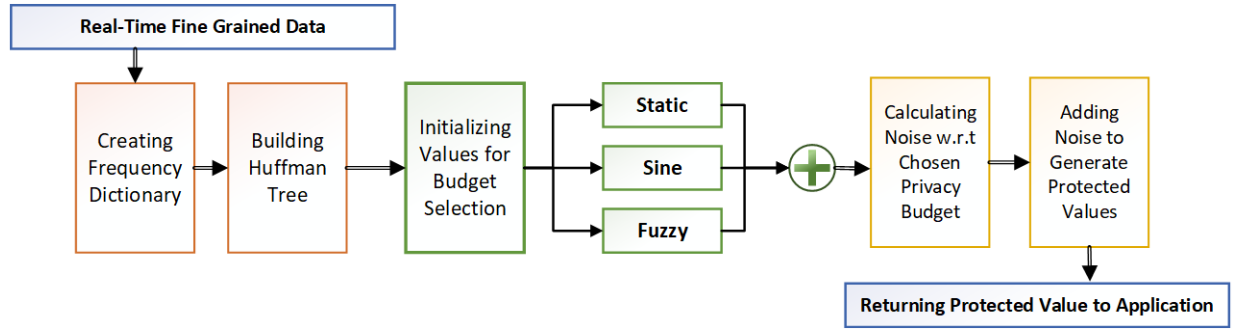 Real-Time Fine Grained Data
Creating
Frequency
Dictionary
Building
Huffman
Tree
Initializing
Values for
Budget
Selection
Static
Sine
Fuzzy
Calculating
Noise w.r.t
Chosen
Privacy
Budget
Adding
Noise to
Generate
Protected
Values
Returning Protected Value to Application